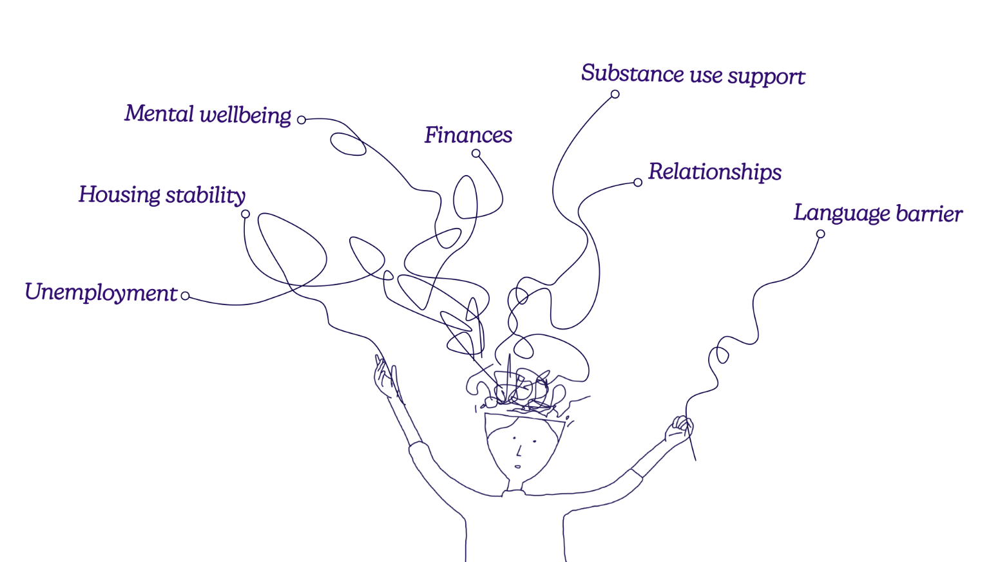 Substance use support
Mental wellbeing
Finances
Relationships
Housing stability
Language barrier
Unemployment